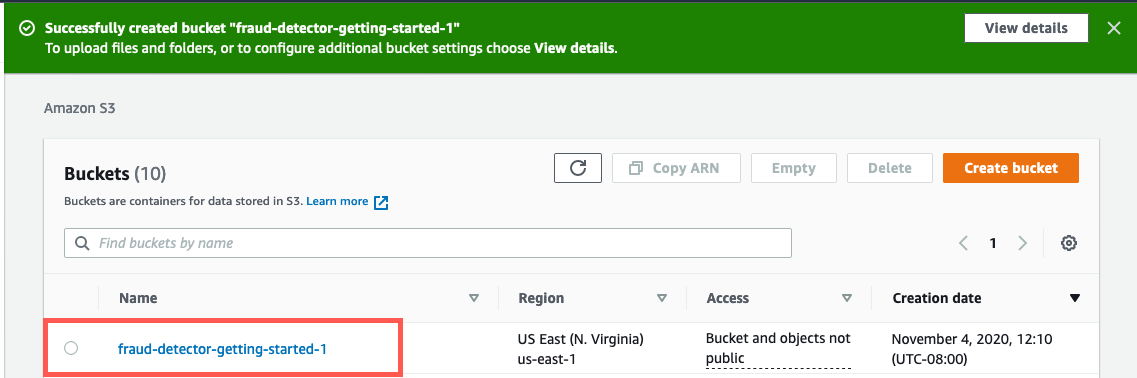 Successfully created bucket "fraud-detector-getting-started-1"
To upload files and folders, or to configure additional bucket settings choose View details.
View details
Amazon S3
Buckets (10)
Copy ARN
Empty
Delete
Create bucket
Buckets are containers for data stored in S3. Learn more
Find buckets by name
1
Name
Region
Access
Creation date
fraud-detector-getting-started-1
US East (N. Virginia)
us-east-1
Bucket and objects not
public
November 4, 2020, 12:10
(UTC-08:00)